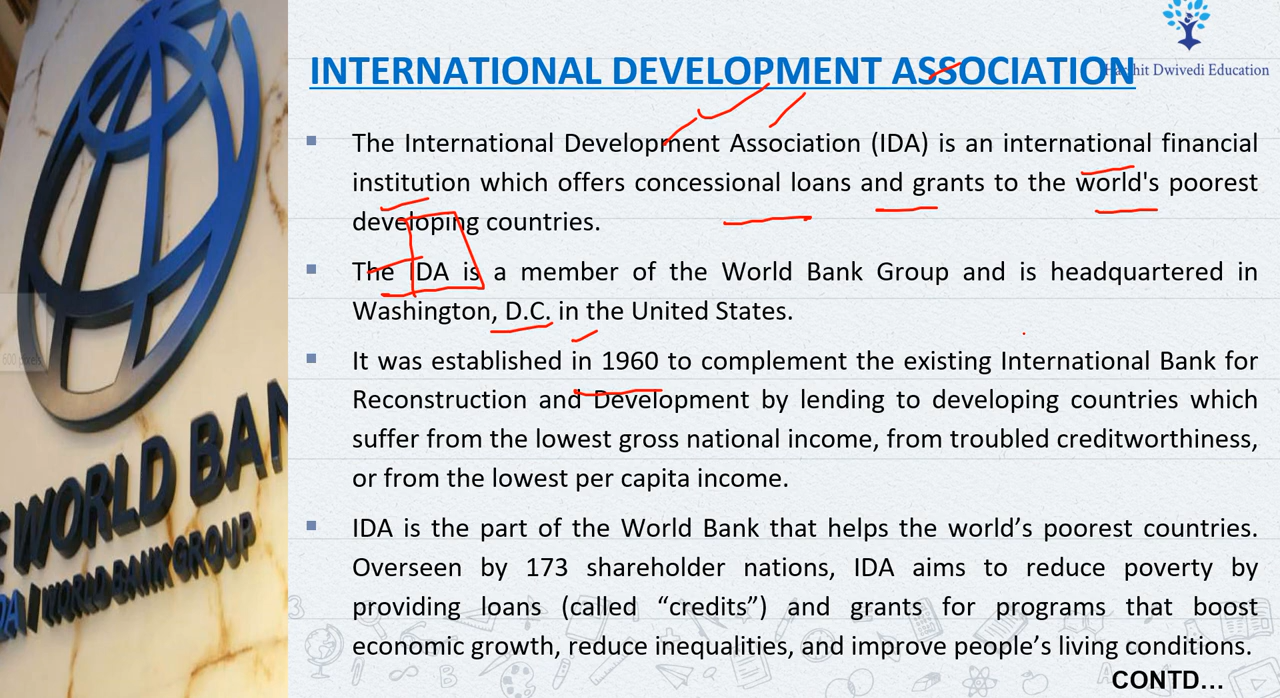 INTERNATIONAL DEVELOPMENT ASSOCIATION
Harshit Dwivedi Education
The International Development Association (IDA) is an international financial
institution which offers concessional loans and grants to the world's poorest
developing countries.
The IDA is a member of the World Bank Group and is headquartered in
Washington, D.C. in the United States.
It was established in 1960 to complement the existing International Bank for
Reconstruction and Development by lending to developing countries which
suffer from the lowest gross national income, from troubled creditworthiness,
or from the lowest per capita income.
IDA is the part of the World Bank that helps the world’s poorest countries.
Overseen by 173 shareholder nations, IDA aims to reduce poverty by
providing loans (called “credits”) and grants for programs that boost
economic growth, reduce inequalities, and improve people’s living conditions.
CONTD...
WORLD BAN
DA | WORLD BANK GROUP